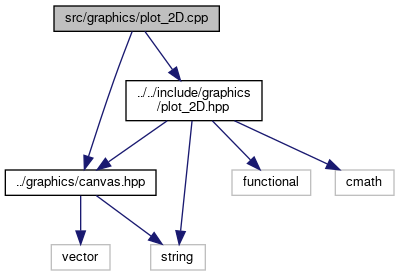 src/graphics/plot_2D.cpp
../../include/graphics
/plot_2D.hpp
../graphics/canvas.hpp
functional
cmath
vector
string